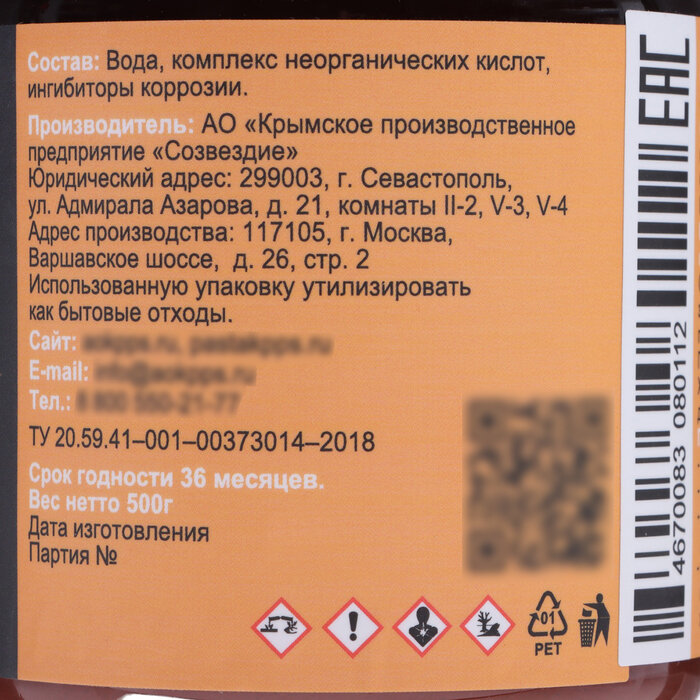 Состав: Вода, комплекс неорганических кислот,
ингибиторы коррозии.
Производитель: АО «Крымское производственное
предприятие «Созвездие»
Юридический адрес: 299003, г. Севастополь,
ул. Адмирала Азарова, д. 21, комнаты II-2, V-3, V-4
Адрес производства: 117105, г. Москва,
Варшавское шоссе, д. 26, стр. 2
Использованную упаковку утилизировать
как бытовые отходы.
Сайт:
E-mail:
Тел.:
ТУ 20.59.41–001–00373014–2018
Срок годности 36 месяцев.
Вес нетто 500г
Дата изготовления
Партия №
01
PET
EAC
4670083 080112